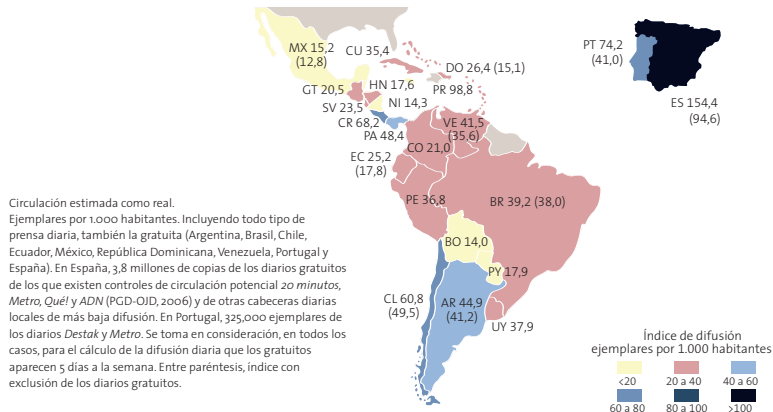 MX 15,2
(12,8)
CU 35,4
DO 26,4 (15,1)
HN 17,6
PR 98,8
GT 20,5
NI 14,3
SV 23,5
CR 68,2
PA 48,4
VE 41,5
(35,6)
CO 21,0
EC 25,2
(17,8)
PE 36,8
BR 39,2 (38,0)
BO 14,0
PY 17,9
CL 60,8
(49,5)
AR 44,9
(41,2)
UY 37,9
PT 74,2
(41,0)
ES 154,4
(94,6)
Circulación estimada como real.
Ejemplares por 1.000 habitantes. Incluyendo todo tipo de
prensa diaria, también la gratuita (Argentina, Brasil, Chile,
Ecuador, México, República Dominicana, Venezuela, Portugal y
España). En España, 3,8 millones de copias de los diarios gratuitos
de los que existen controles de circulación potencial 20 minutos,
Metro, Qué! y ADN (PGD-OJD, 2006) y de otras cabeceras diarias
locales de más baja difusión. En Portugal, 325,000 ejemplares de
los diarios Destak y Metro. Se toma en consideración, en todos los
casos, para el cálculo de la difusión diaria que los gratuitos
aparecen 5 días a la semana. Entre paréntesis, índice con
exclusión de los diarios gratuitos.
Índice de difusión
ejemplares por 1.000 habitantes
<20 20 a 40 40 a 60
60 a 80 80 a 100 >100